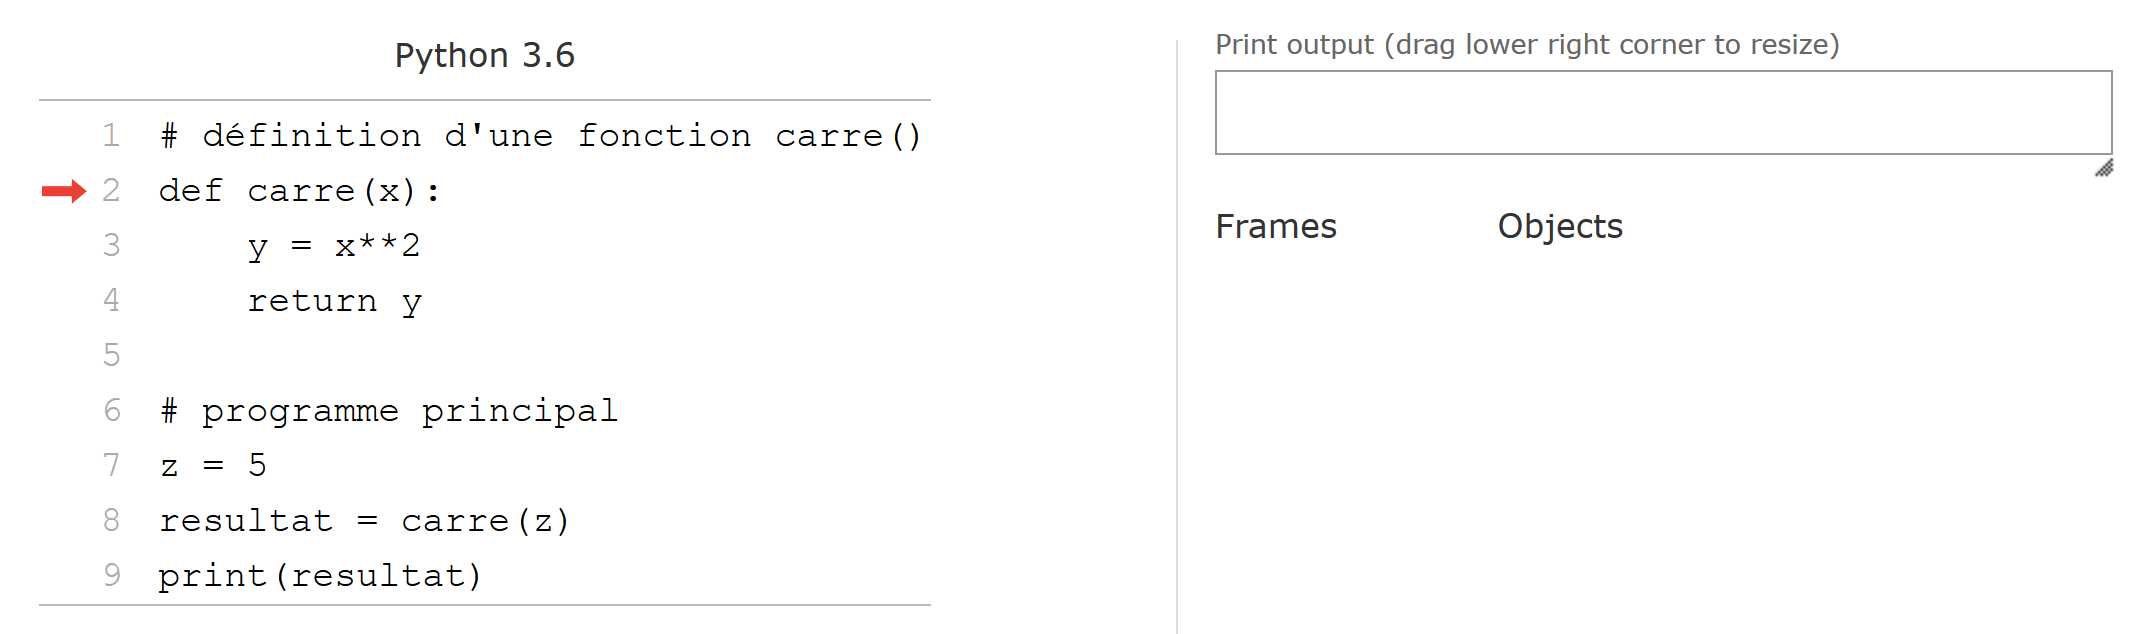 Python 3.6
1 # définition d'une fonction carre()
2 def carre(x):
3     y = x**2
4     return y
5
6 # programme principal
7 z = 5
8 resultat = carre(z)
9 print(resultat)
Print output (drag lower right corner to resize)
Frames
Objects